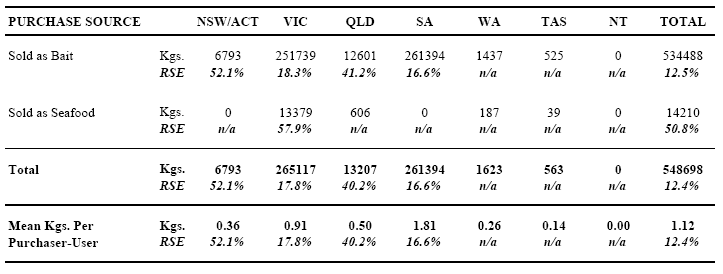 PURCHASE SOURCE NSW/ACT VIC QLD SA WA TAS NT TOTAL
Sold as Bait Kgs. 6793 251739 12601 261394 1437 525 0 534488
RSE 52.1% 18.3% 41.2% 16.6% n/a n/a n/a 12.5%
Sold as Seafood Kgs. 0 13379 606 0 187 39 0 14210
RSE n/a 57.9% n/a n/a n/a n/a n/a 50.8%
Total Kgs. 6793 265117 13207 261394 1623 563 0 548698
RSE 52.1% 17.8% 40.2% 16.6% n/a n/a n/a 12.4%
Mean Kgs. Per Kgs. 0.36 0.91 0.50 1.81 0.26 0.14 0.00 1.12
Purchaser-User RSE 52.1% 17.8% 40.2% 16.6% n/a n/a n/a 12.4%